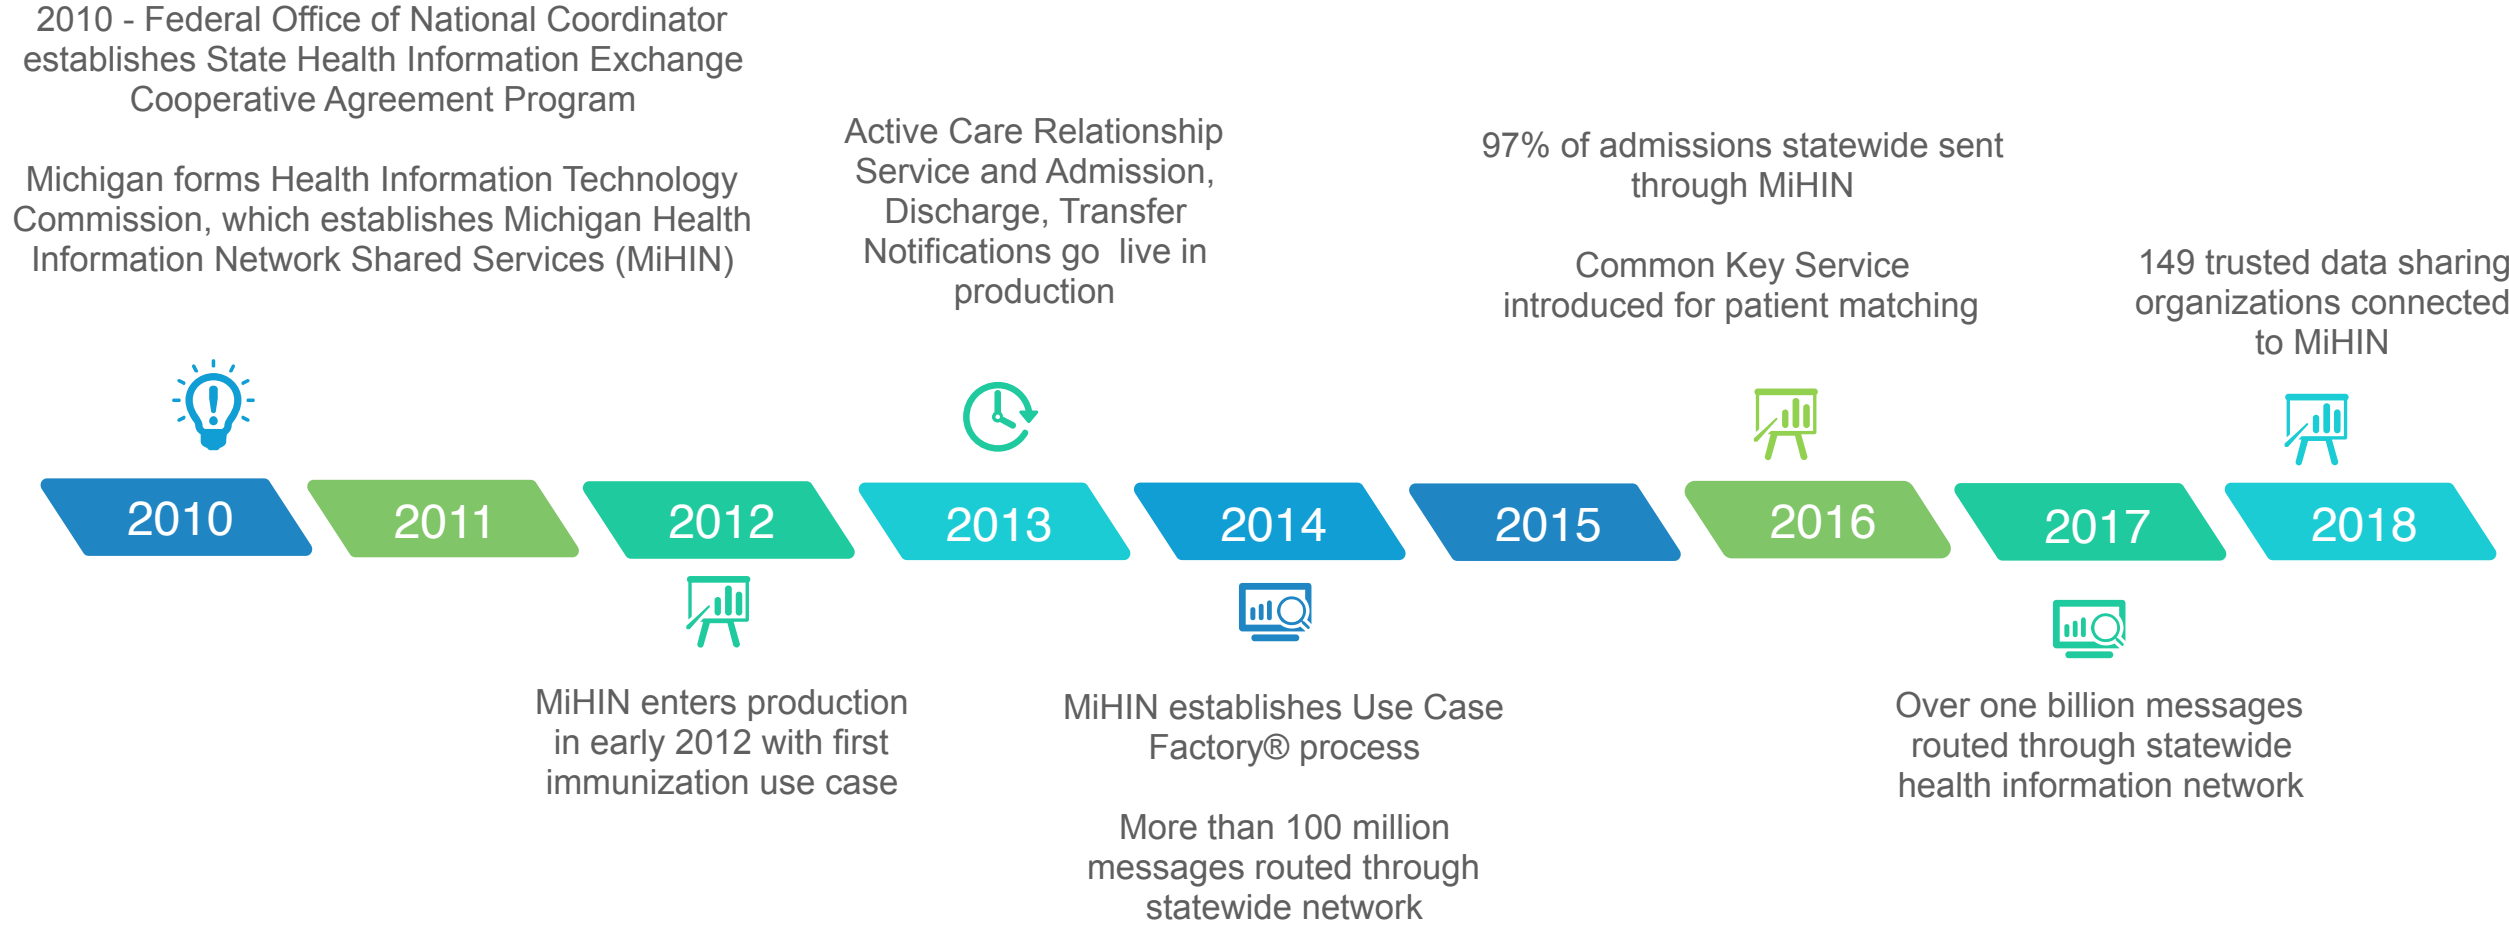 2010 - Federal Office of National Coordinator
establishes State Health Information Exchange
Cooperative Agreement Program
Michigan forms Health Information Technology
Commission, which establishes Michigan Health
Information Network Shared Services (MiHIN)
Active Care Relationship
Service and Admission,
Discharge, Transfer
Notifications go  live in
production
97% of admissions statewide sent
through MiHIN
Common Key Service
introduced for patient matching
149 trusted data sharing
organizations connected
to MiHIN
2010
2011
2012
2013
2014
2015
2016
2017
2018
MiHIN enters production
in early 2012 with first
immunization use case
MiHIN establishes Use Case
Factory® process
More than 100 million
messages routed through
statewide network
Over one billion messages
routed through statewide
health information network